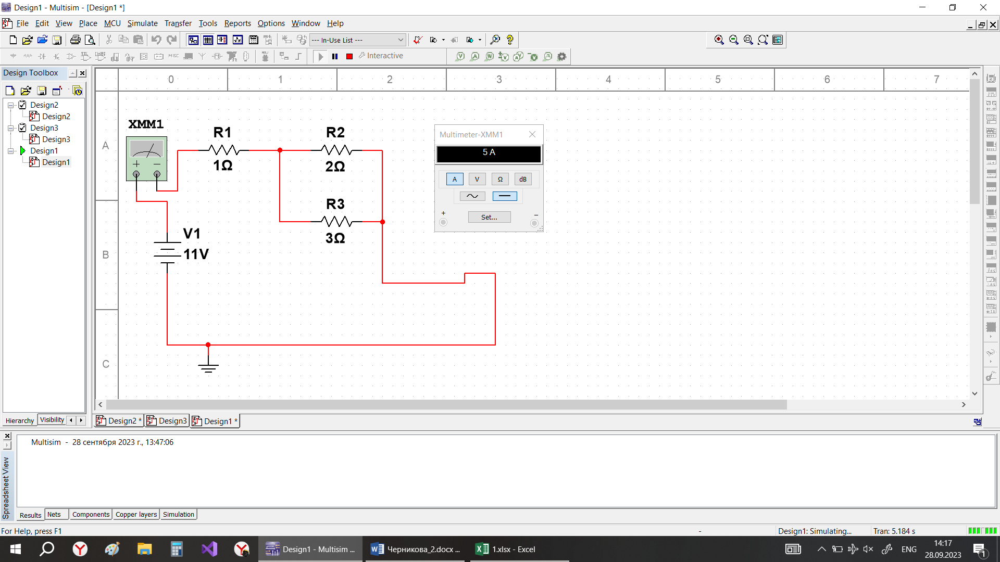 Design1 - Multisim - [Design1 *]
File Edit View Place MCU Simulate Transfer Tools Reports Options Window Help
--- In-Use List ---
MISC Interactive
Design Toolbox
Design2
Design2
Design3
Design3
Design1
Design1
Hierarchy Visibility
0 1 2 3 4 5 6 7
A
B
C
XMM1
+ −
R1
1Ω
R2
2Ω
R3
3Ω
V1
11V
Multimeter-XMM1
5 A
A V Ω dB
+ Set... −
Design2 * Design3 Design1 *
Multisim - 28 сентября 2023 г., 13:47:06
Spreadsheet View
Results Nets Components Copper layers Simulation
For Help, press F1 - Design1: Simulating... Tran: 5.184 s
Design1 - Multisim ... Черникова_2.docx ... 1.xlsx - Excel ENG 14:17
28.09.2023
1